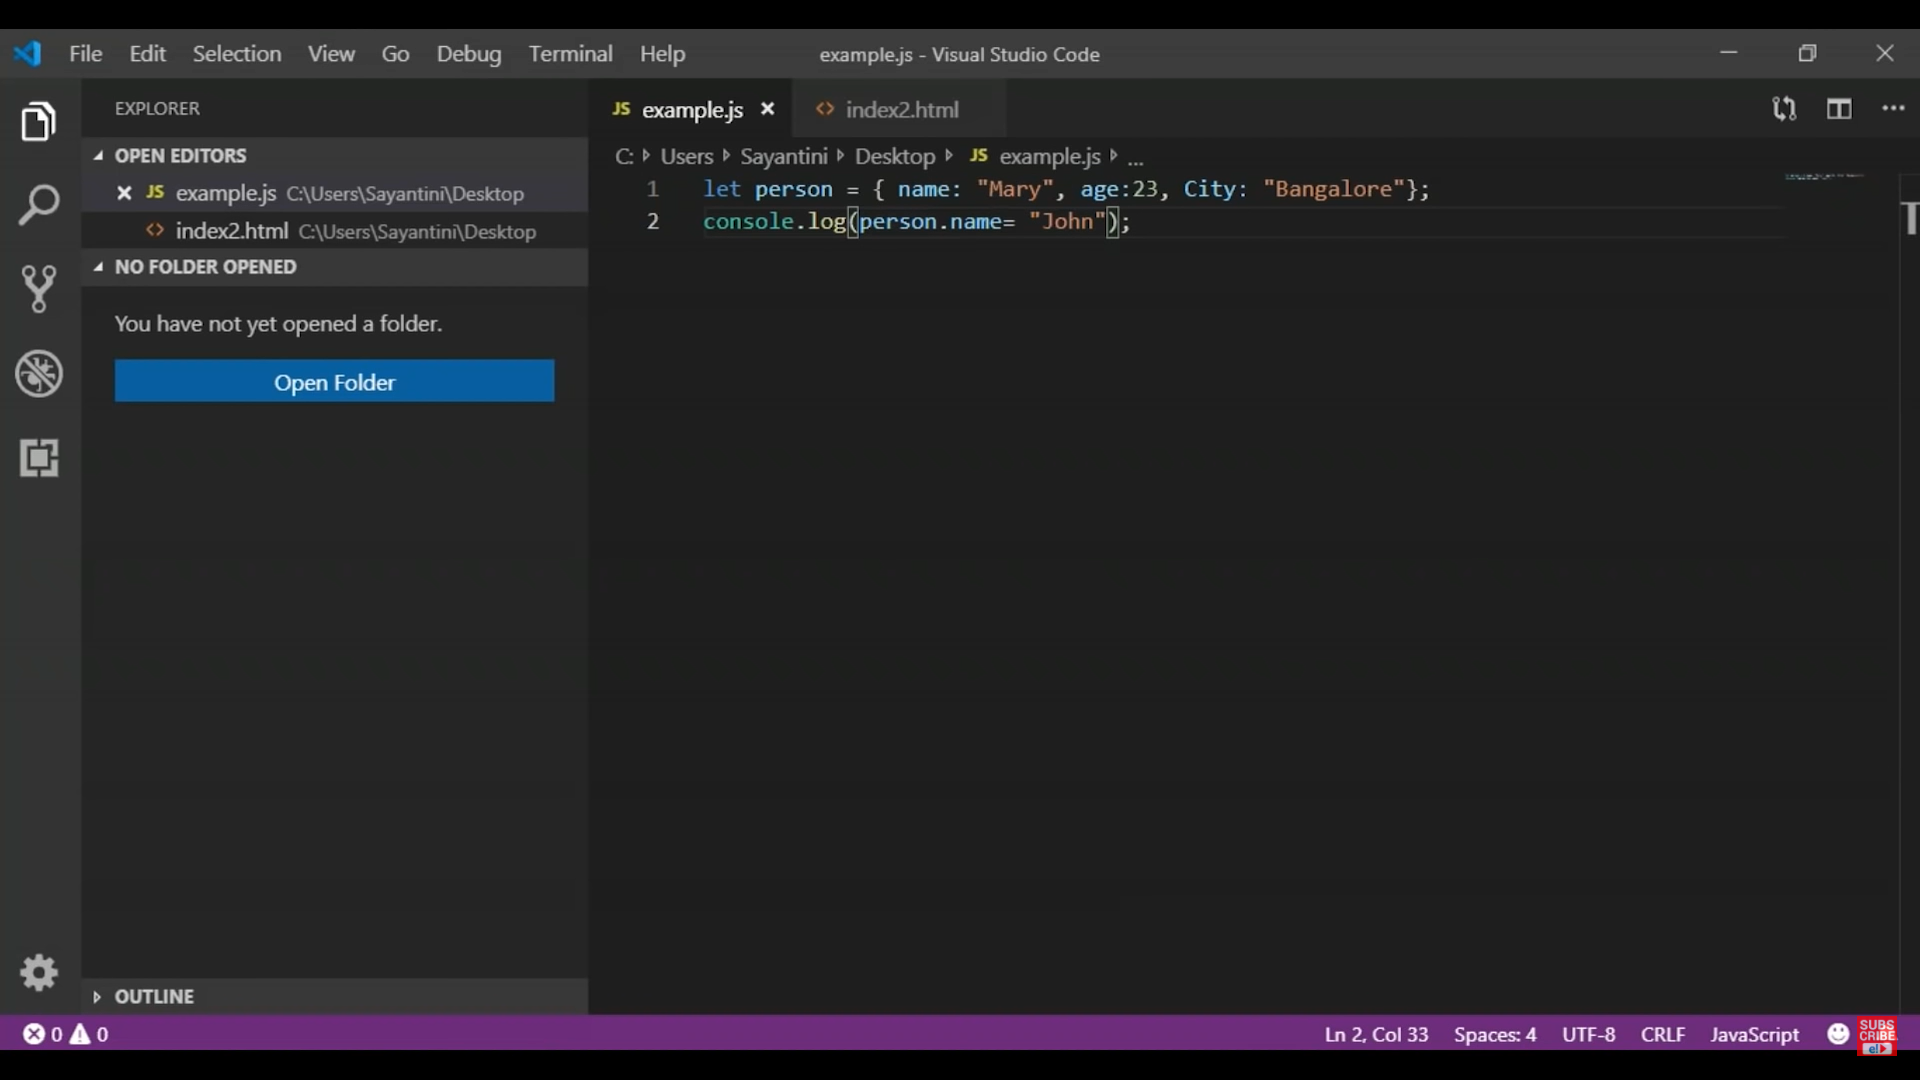 File Edit Selection View Go Debug Terminal Help example.js - Visual Studio Code
EXPLORER
JS example.js
index2.html
OPEN EDITORS
JS example.js C:\Users\Sayantini\Desktop
index2.html C:\Users\Sayantini\Desktop
NO FOLDER OPENED
You have not yet opened a folder.
Open Folder
C: Users Sayantini Desktop JS example.js ...
1 let person = { name: "Mary", age:23, City: "Bangalore"};
2 console.log(person.name= "John");
T
OUTLINE
0 0
Ln 2, Col 33 Spaces: 4 UTF-8 CRLF JavaScript
SUBS
CRIBE
e!